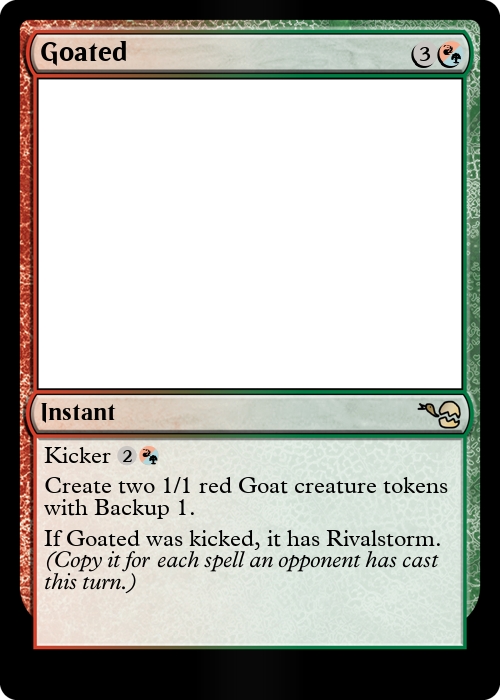 Goated 3
Instant
Kicker 2
Create two 1/1 red Goat creature tokens
with Backup 1.
If Goated was kicked, it has Rivalstorm.
(Copy it for each spell an opponent has cast
this turn.)